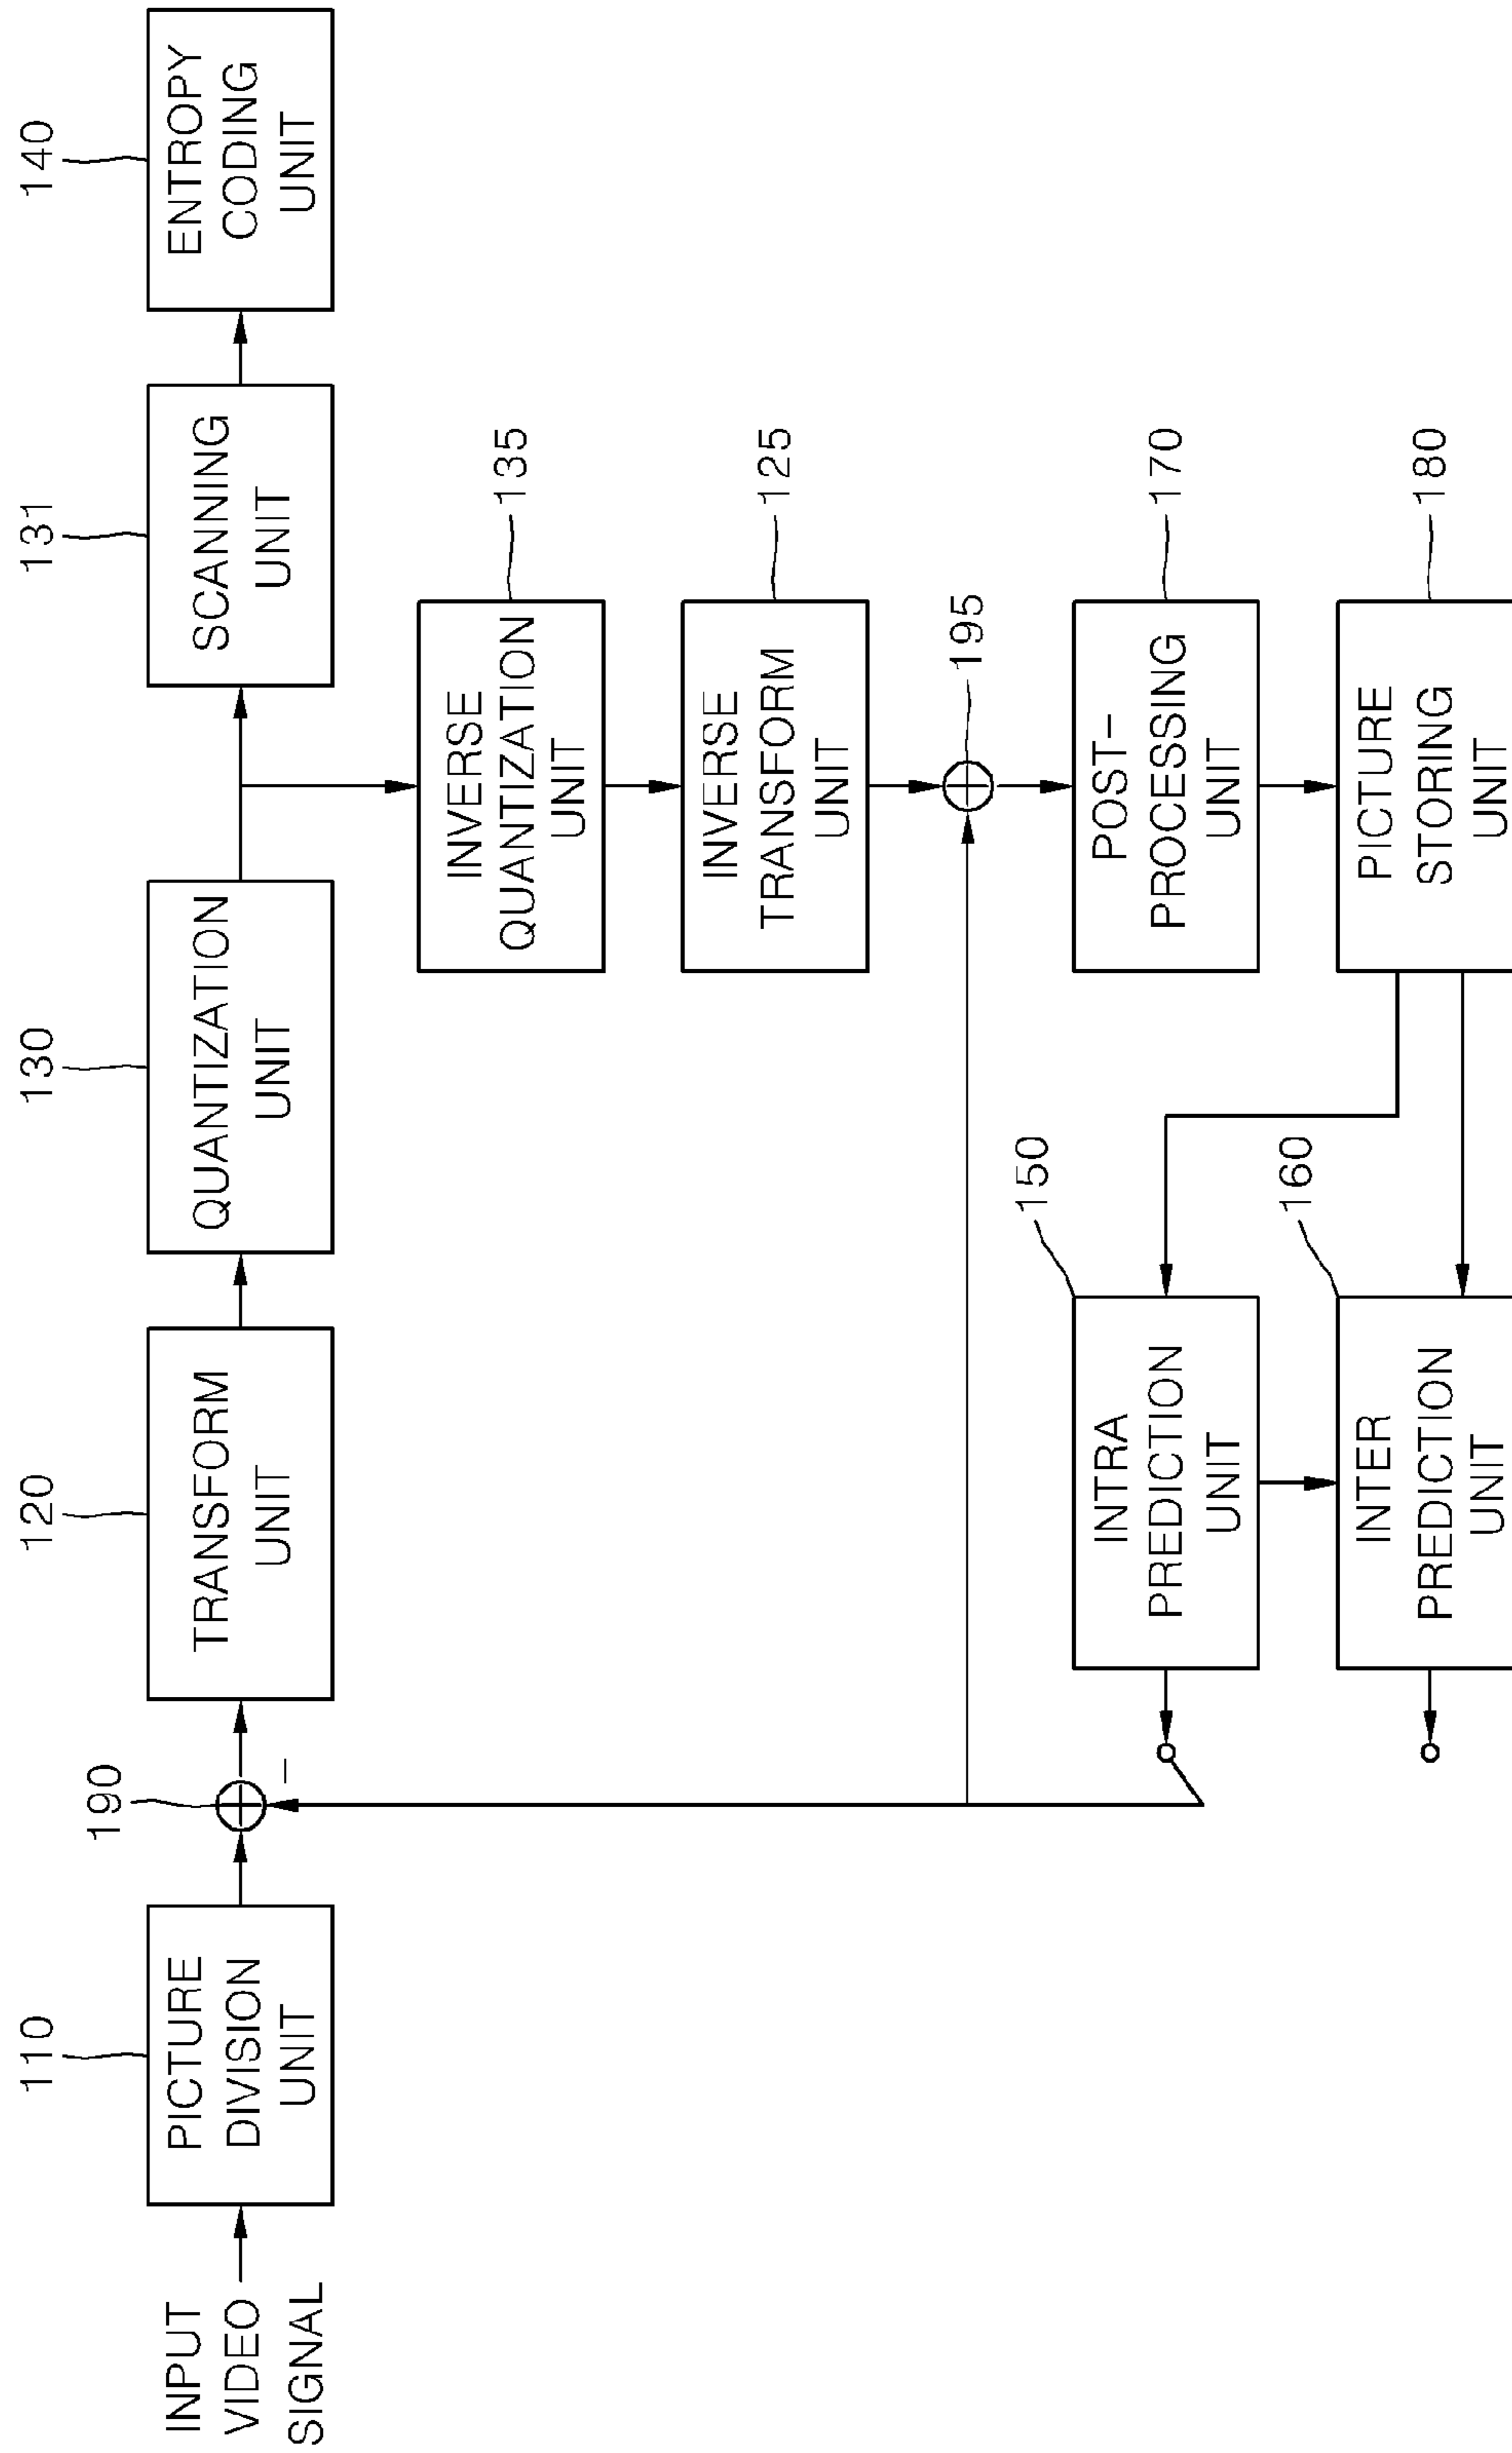 110
120
130
131
140
190
INPUT
VIDEO
SIGNAL
PICTURE
DIVISION
UNIT
–
TRANSFORM
UNIT
QUANTIZATION
UNIT
SCANNING
UNIT
ENTROPY
CODING
UNIT
INVERSE
QUANTIZATION
UNIT
135
INVERSE
TRANSFORM
UNIT
125
195
150
INTRA
PREDICTION
UNIT
POST-
PROCESSING
UNIT
170
160
INTER
PREDICTION
UNIT
PICTURE
STORING
UNIT
180